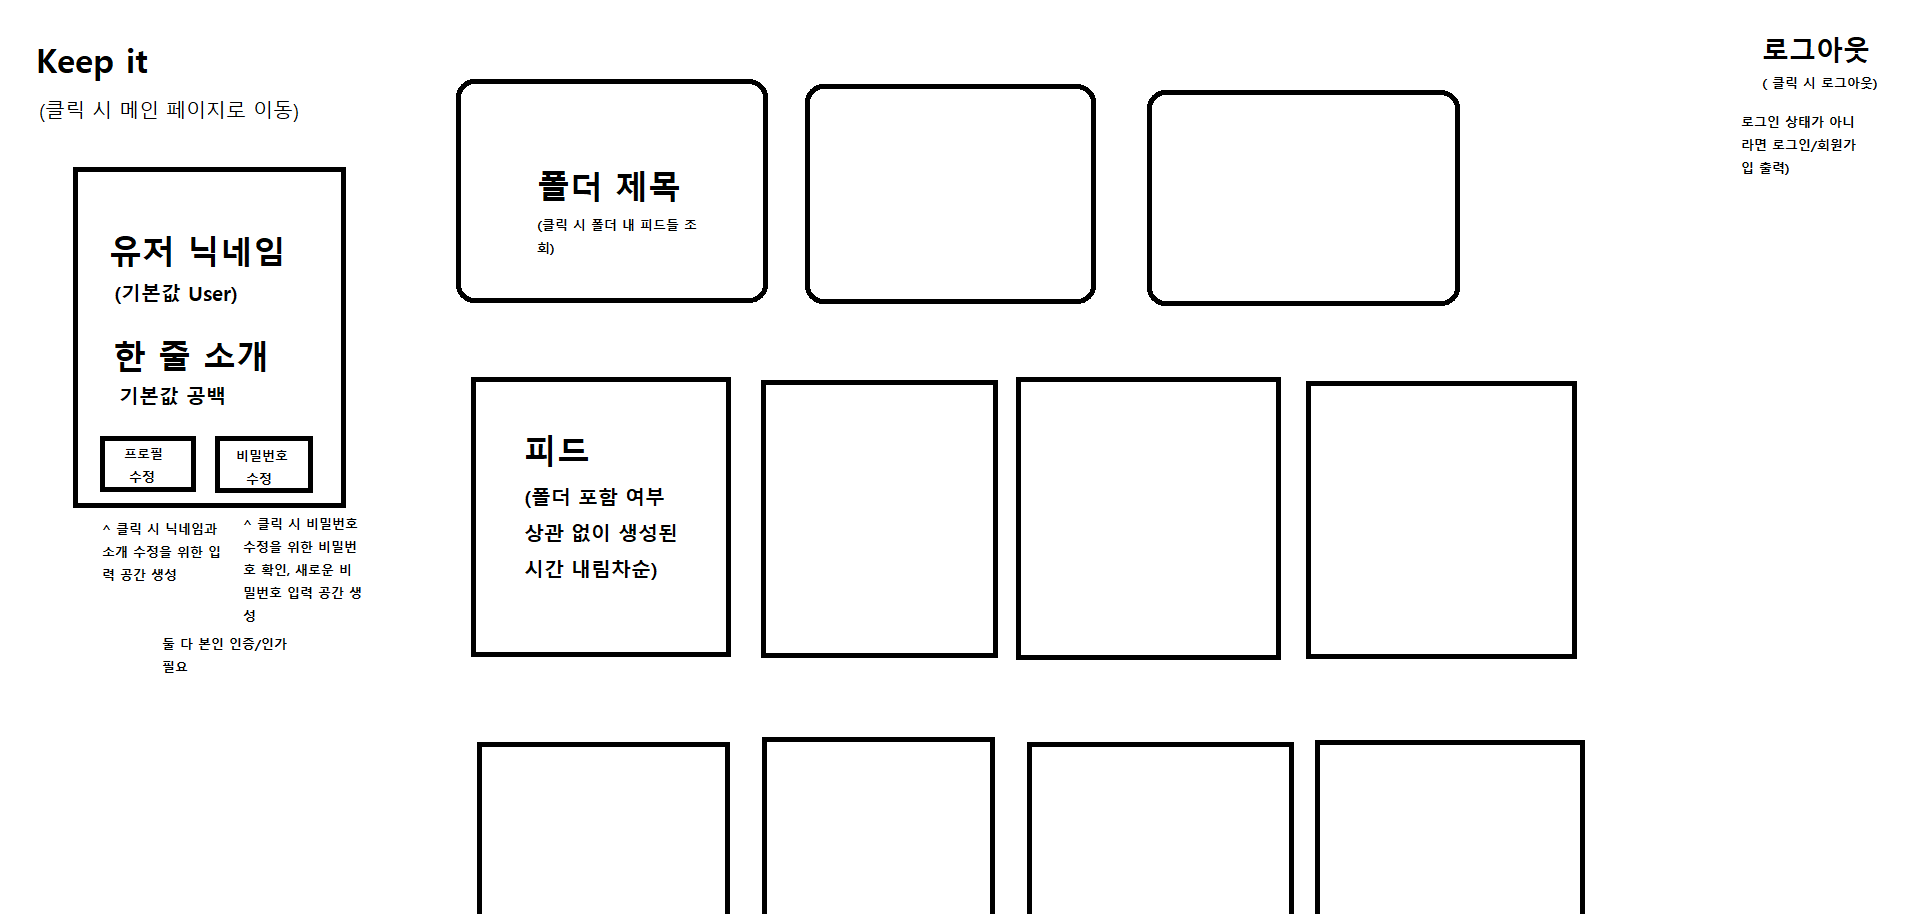 Keep it
(클릭 시 메인 페이지로 이동)
로그아웃
( 클릭 시 로그아웃)
로그인 상태가 아니
라면 로그인/회원가
입 출력)
유저 닉네임
(기본값 User)
한 줄 소개
기본값 공백
프로필
수정
비밀번호
수정
^ 클릭 시 닉네임과
소개 수정을 위한 입
력 공간 생성
^ 클릭 시 비밀번호
수정을 위한 비밀번
호 확인, 새로운 비
밀번호 입력 공간 생
성
둘 다 본인 인증/인가
필요
폴더 제목
(클릭 시 폴더 내 피드들 조
회)
피드
(폴더 포함 여부
상관 없이 생성된
시간 내림차순)